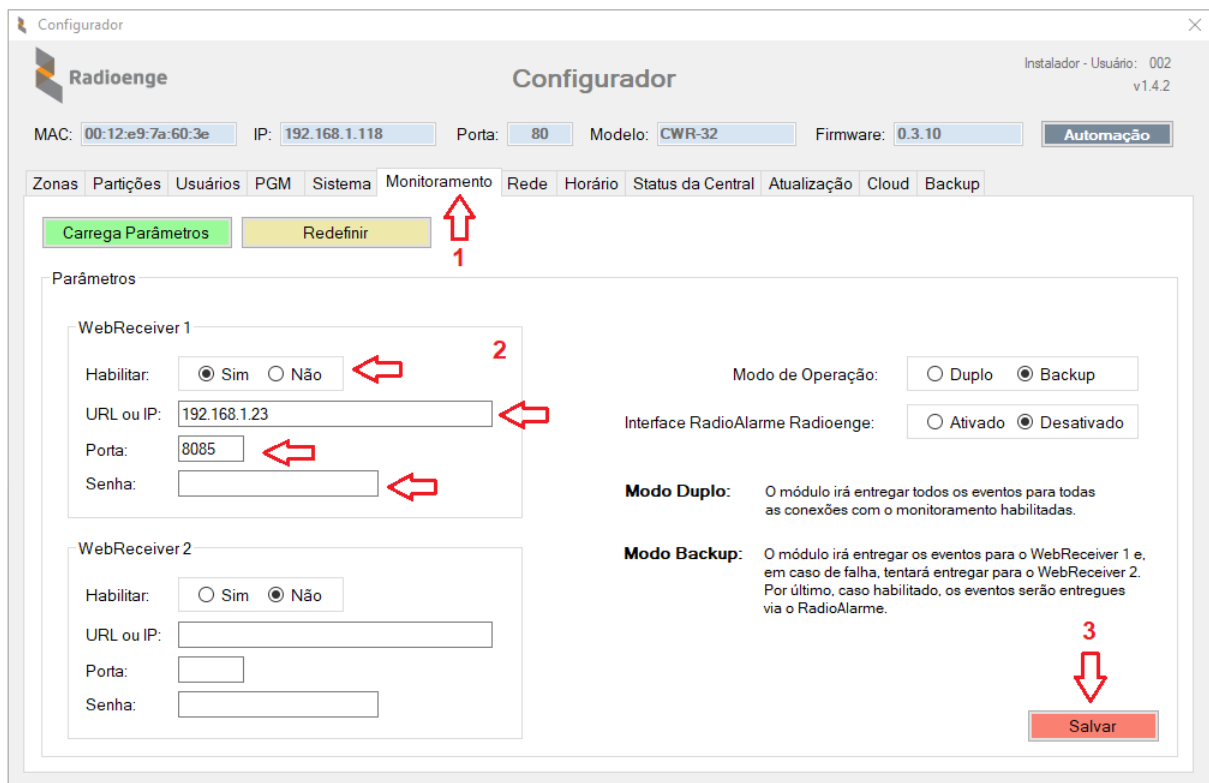 Configurador
Radioenge
Configurador
Instalador - Usuário: 002
v1.4.2
MAC: 00:12:e9:7a:60:3e IP: 192.168.1.118 Porta: 80 Modelo: CWR-32 Firmware: 0.3.10 Automação
Zonas Partições Usuários PGM Sistema Monitoramento Rede Horário Status da Central Atualização Cloud Backup
Carrega Parâmetros Redefinir
1
Parâmetros
WebReceiver 1
2
Habilitar: Sim Não
URL ou IP: 192.168.1.23
Porta: 8085
Senha:
WebReceiver 2
Habilitar: Sim Não
URL ou IP:
Porta:
Senha:
Modo de Operação: Duplo Backup
Interface RadioAlarme Radioenge: Ativado Desativado
Modo Duplo: O módulo irá entregar todos os eventos para todas
as conexões com o monitoramento habilitadas.
Modo Backup: O módulo irá entregar os eventos para o WebReceiver 1 e,
em caso de falha, tentará entregar para o WebReceiver 2.
Por último, caso habilitado, os eventos serão entregues
via o RadioAlarme.
3
Salvar